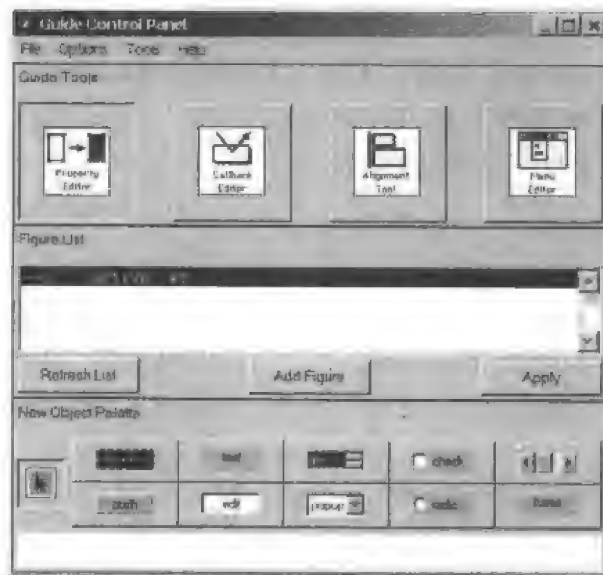 Guide Control Panel
File Options Tools Help
Guide Tools
Property
Editor
Callback
Editor
Alignment
Tool
Menu
Editor
Figure List
Refresh List
Add Figure
Apply
New Object Palette
text
check
push
edit
popup
radio
frame